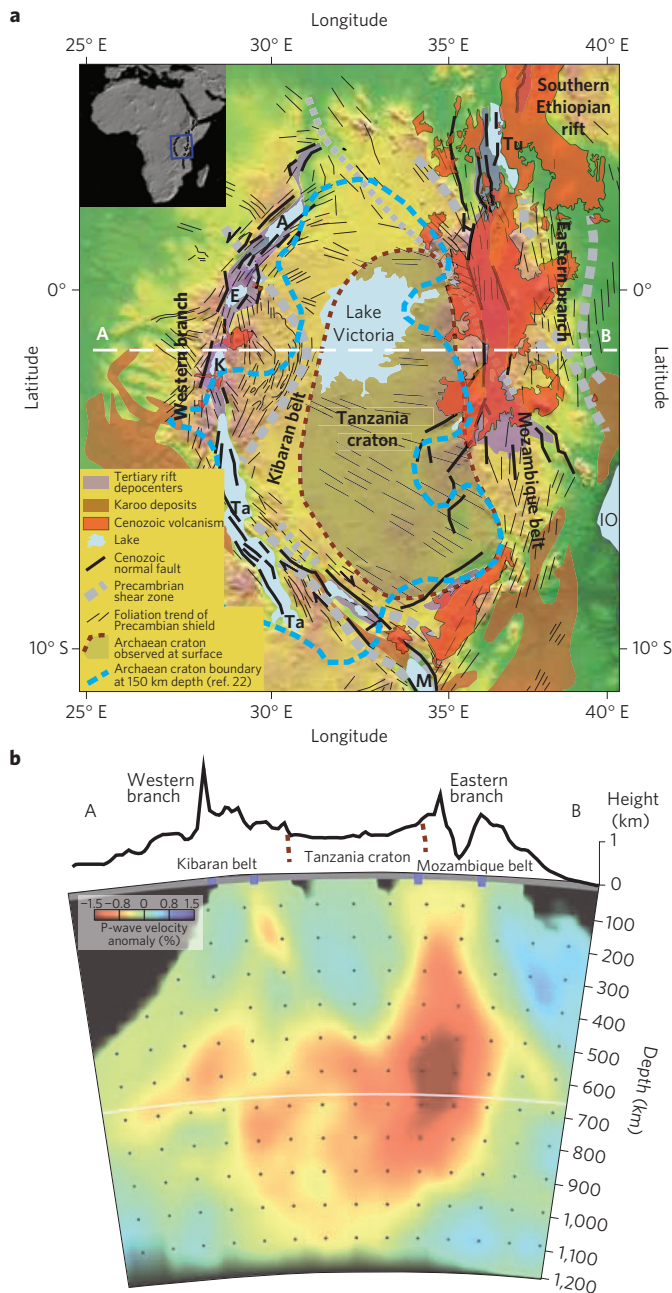 a
Longitude
25° E
30° E
35° E
40° E
Southern
Ethiopian
rift
Tu
A
Eastern branch
0°
E
Lake
Victoria
0°
A
B
Latitude
Western branch
K
Latitude
Kibaran belt
Tanzania
craton
Mozambique belt
Tertiary rift
depocenters
Karoo deposits
Cenozoic volcanism
Lake
Cenozoic
normal fault
Precambrian
shear zone
Foliation trend of
Precambian shield
Archaean craton
observed at surface
Archaean craton boundary
at 150 km depth (ref. 22)
Ta
IO
Ta
10° S
M
10° S
25° E
30° E
35° E
40° E
Longitude
b
Western
branch
Eastern
branch
A
B
Height
(km)
1
Kibaran belt
Tanzania craton
Mozambique belt
0
−1.5 −0.8 0 0.8 1.5
P-wave velocity
anomaly (%)
100
200
300
400
500
600
700
800
900
1,000
1,100
1,200
Depth (km)